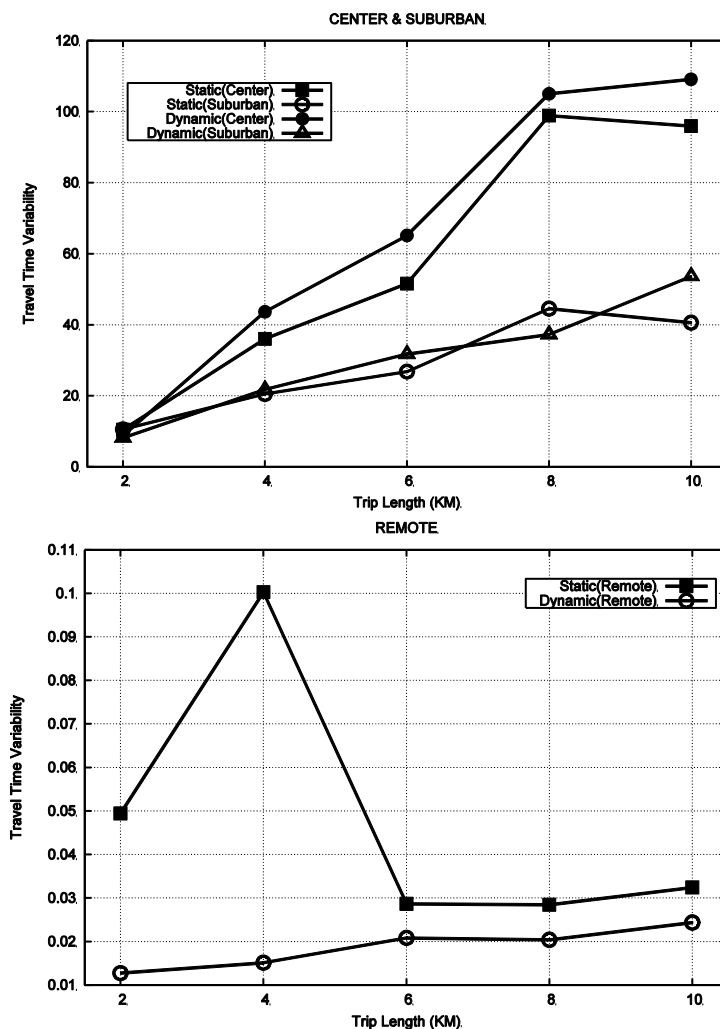 CENTER & SUBURBAN.
120.
100.
80.
60.
40.
20.
0.
Travel Time Variability
Static(Center).
Static(Suburban).
Dynamic(Center).
Dynamic(Suburban).
2. 4. 6. 8. 10.
Trip Length (KM).
REMOTE.
0.11.
0.1.
0.09.
0.08.
0.07.
0.06.
0.05.
0.04.
0.03.
0.02.
0.01.
Travel Time Variability
Static(Remote).
Dynamic(Remote).
2. 4. 6. 8. 10.
Trip Length (KM).